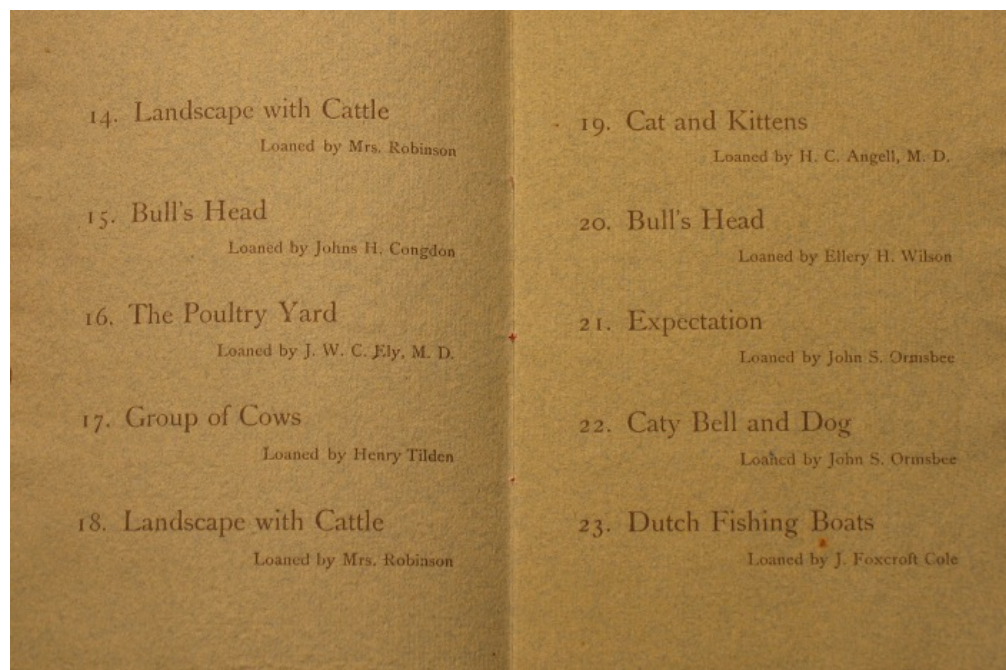 14. Landscape with Cattle
Loaned by Mrs. Robinson
15. Bull's Head
Loaned by Johns H. Congdon
16. The Poultry Yard
Loaned by J. W. C. Ely, M. D.
17. Group of Cows
Loaned by Henry Tilden
18. Landscape with Cattle
Loaned by Mrs. Robinson
19. Cat and Kittens
Loaned by H. C. Angell, M. D.
20. Bull's Head
Loaned by Ellery H. Wilson
21. Expectation
Loaned by John S. Ormsbee
22. Caty Bell and Dog
Loaned by John S. Ormsbee
23. Dutch Fishing Boats
Loaned by J. Foxcroft Cole